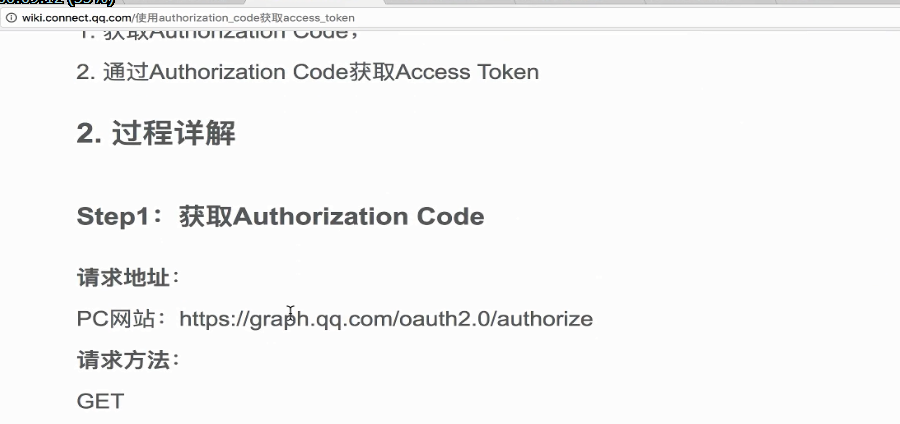 wiki.connect.qq.com/使用authorization_code获取access_token
1. 获取Authorization Code；
2. 通过Authorization Code获取Access Token
2. 过程详解
Step1：获取Authorization Code
请求地址：
PC网站：https://graph.qq.com/oauth2.0/authorize
请求方法：
GET